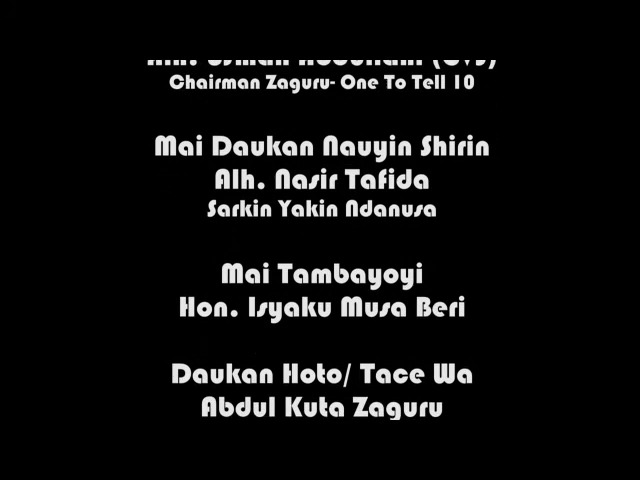 Chairman Zaguru- One To Tell 10
Mai Daukan Nauyin Shirin
Alh. Nasir Tafida
Sarkin Yakin Ndanusa
Mai Tambayoyi
Hon. Isyaku Musa Beri
Daukan Hoto/ Tace Wa
Abdul Kuta Zaguru